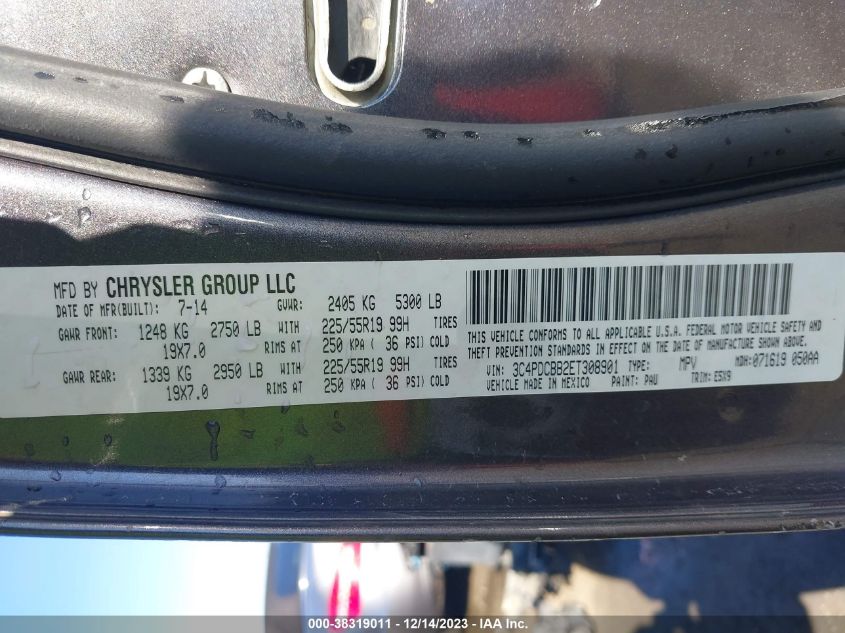 MFD BY CHRYSLER GROUP LLC
DATE OF MFR(BUILT): 7-14 GVWR: 2405 KG 5300 LB
GAWR FRONT: 1248 KG 2750 LB WITH 225/55R19 99H TIRES
19X7.0 RIMS AT 250 KPA ( 36 PSI) COLD
GAWR REAR: 1339 KG 2950 LB WITH 225/55R19 99H TIRES
19X7.0 RIMS AT 250 KPA ( 36 PSI) COLD
THIS VEHICLE CONFORMS TO ALL APPLICABLE U.S.A. FEDERAL MOTOR VEHICLE SAFETY AND
THEFT PREVENTION STANDARDS IN EFFECT ON THE DATE OF MANUFACTURE SHOWN ABOVE.
VIN: 3C4PDCBB2ET308901 TYPE: MPV MDH: 071619 050AA
VEHICLE MADE IN MEXICO PAINT: PAU TRIM: E5X9
000-38319011 - 12/14/2023 - IAA Inc.